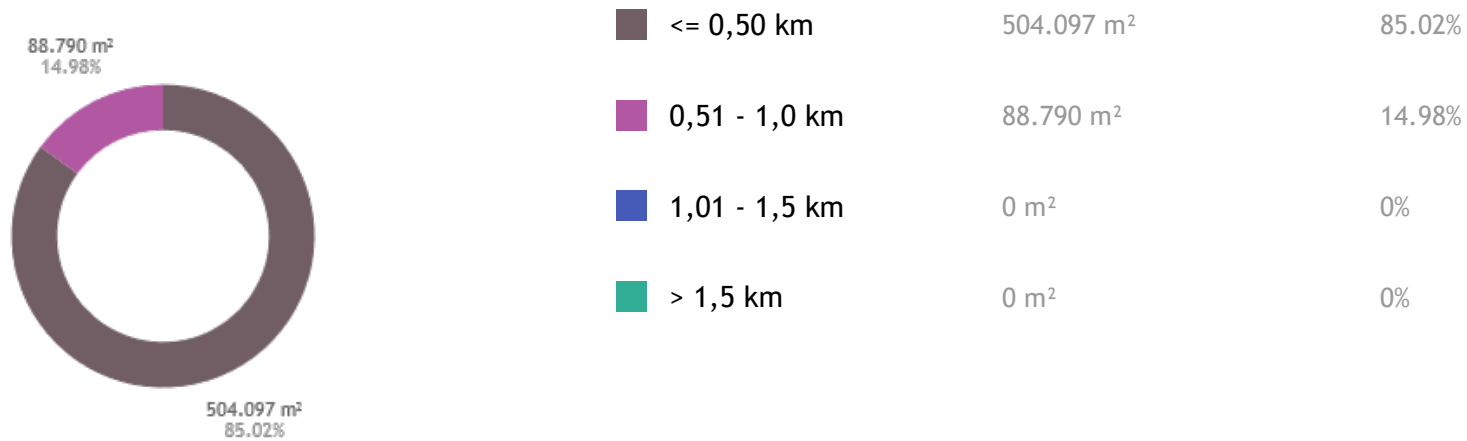 88.790 m²
14.98%
504.097 m²
85.02%
<= 0,50 km 504.097 m² 85.02%
0,51 - 1,0 km 88.790 m² 14.98%
1,01 - 1,5 km 0 m² 0%
> 1,5 km 0 m² 0%